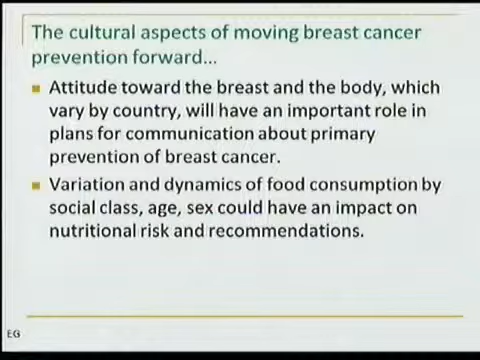 The cultural aspects of moving breast cancer
prevention forward...
Attitude toward the breast and the body, which
vary by country, will have an important role in
plans for communication about primary
prevention of breast cancer.
Variation and dynamics of food consumption by
social class, age, sex could have an impact on
nutritional risk and recommendations.
EG